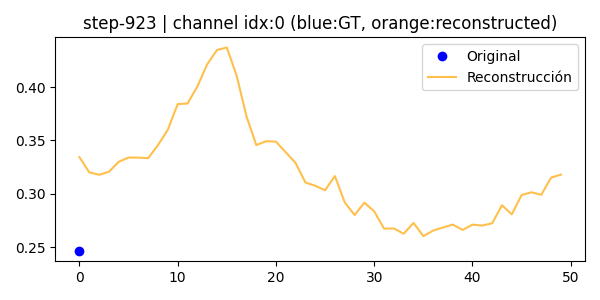 step-923 | channel idx:0 (blue:GT, orange:reconstructed)
Original
Reconstrucción
0.40
0.35
0.30
0.25
0 10 20 30 40 50